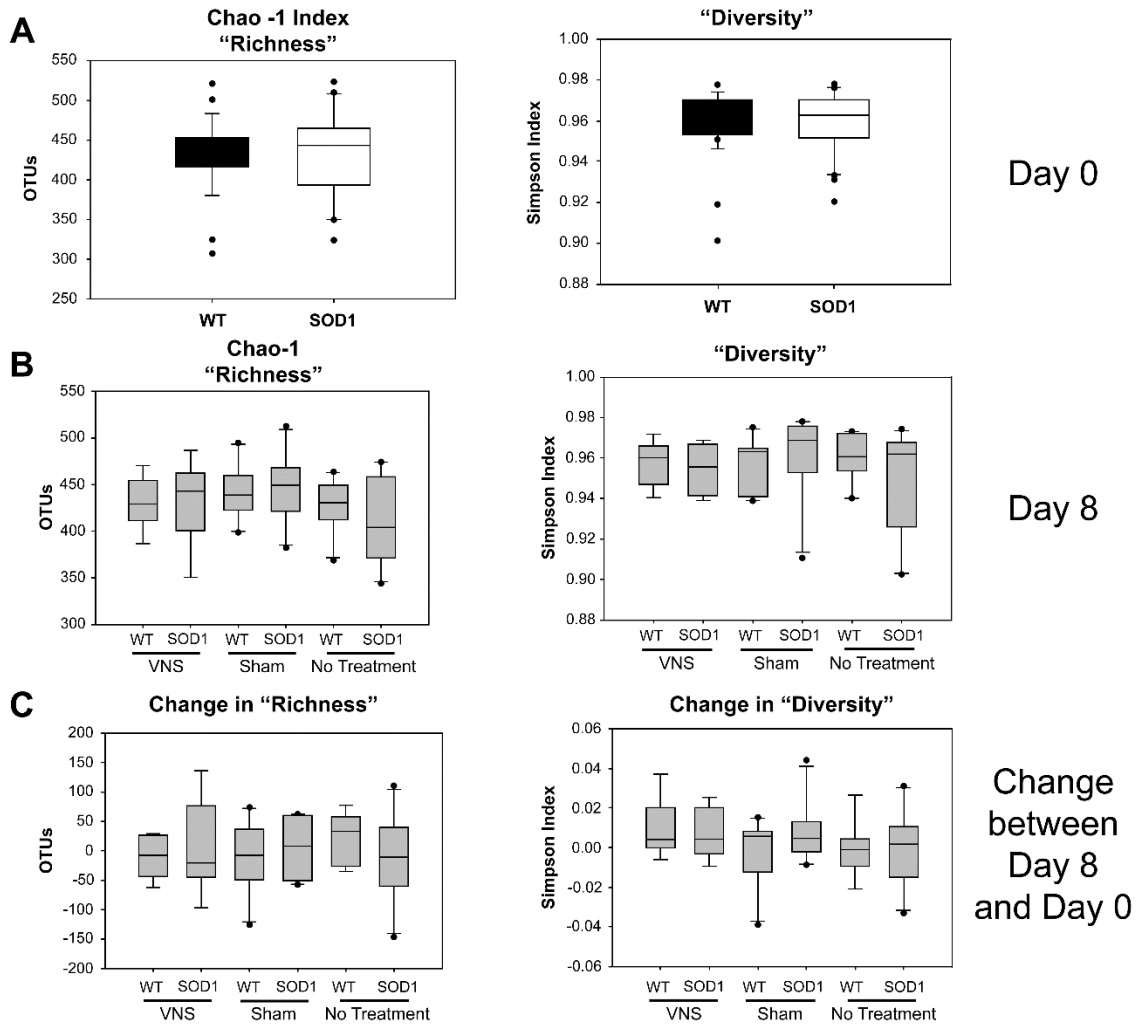 A
Chao -1 Index
“Richness”
OTUs
550
500
450
400
350
300
250
WT SOD1
“Diversity”
Simpson Index
1.00
0.98
0.96
0.94
0.92
0.90
0.88
WT SOD1
Day 0
B
Chao-1
“Richness”
OTUs
550
500
450
400
350
300
WT SOD1 WT SOD1 WT SOD1
VNS Sham No Treatment
“Diversity”
Simpson Index
1.00
0.98
0.96
0.94
0.92
0.90
0.88
WT SOD1 WT SOD1 WT SOD1
VNS Sham No Treatment
Day 8
C
Change in “Richness”
OTUs
200
150
100
50
0
-50
-100
-150
-200
WT SOD1 WT SOD1 WT SOD1
VNS Sham No Treatment
Change in “Diversity”
Simpson Index
0.06
0.04
0.02
0.00
-0.02
-0.04
-0.06
WT SOD1 WT SOD1 WT SOD1
VNS Sham No Treatment
Change
between
Day 8
and Day 0